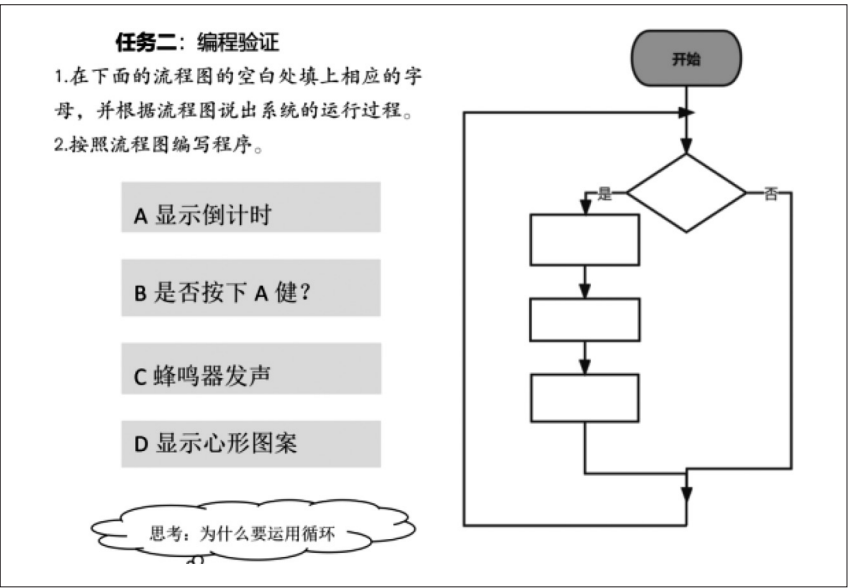 任务二：编程验证
1.在下面的流程图的空白处填上相应的字
母，并根据流程图说出系统的运行过程。
2.按照流程图编写程序。
A 显示倒计时
B 是否按下 A 健？
C 蜂鸣器发声
D 显示心形图案
思考：为什么要运用循环
开始
是
否